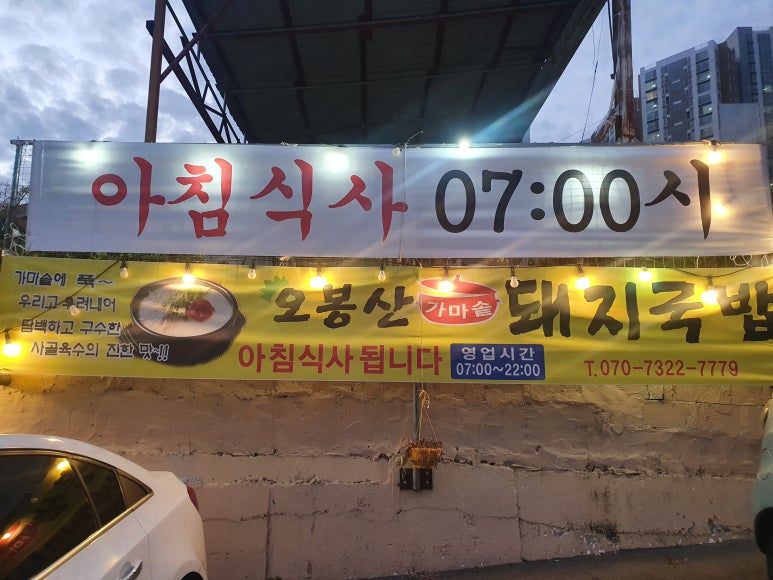 아침식사 07:00시
가마솥에 푹~
우리고 우려내어
담백하고 구수한
사골육수의 진한 맛~!!
오봉산 가마솥 돼지국밥
아침식사 됩니다
영업시간
07:00~22:00
T.070-7322-7779